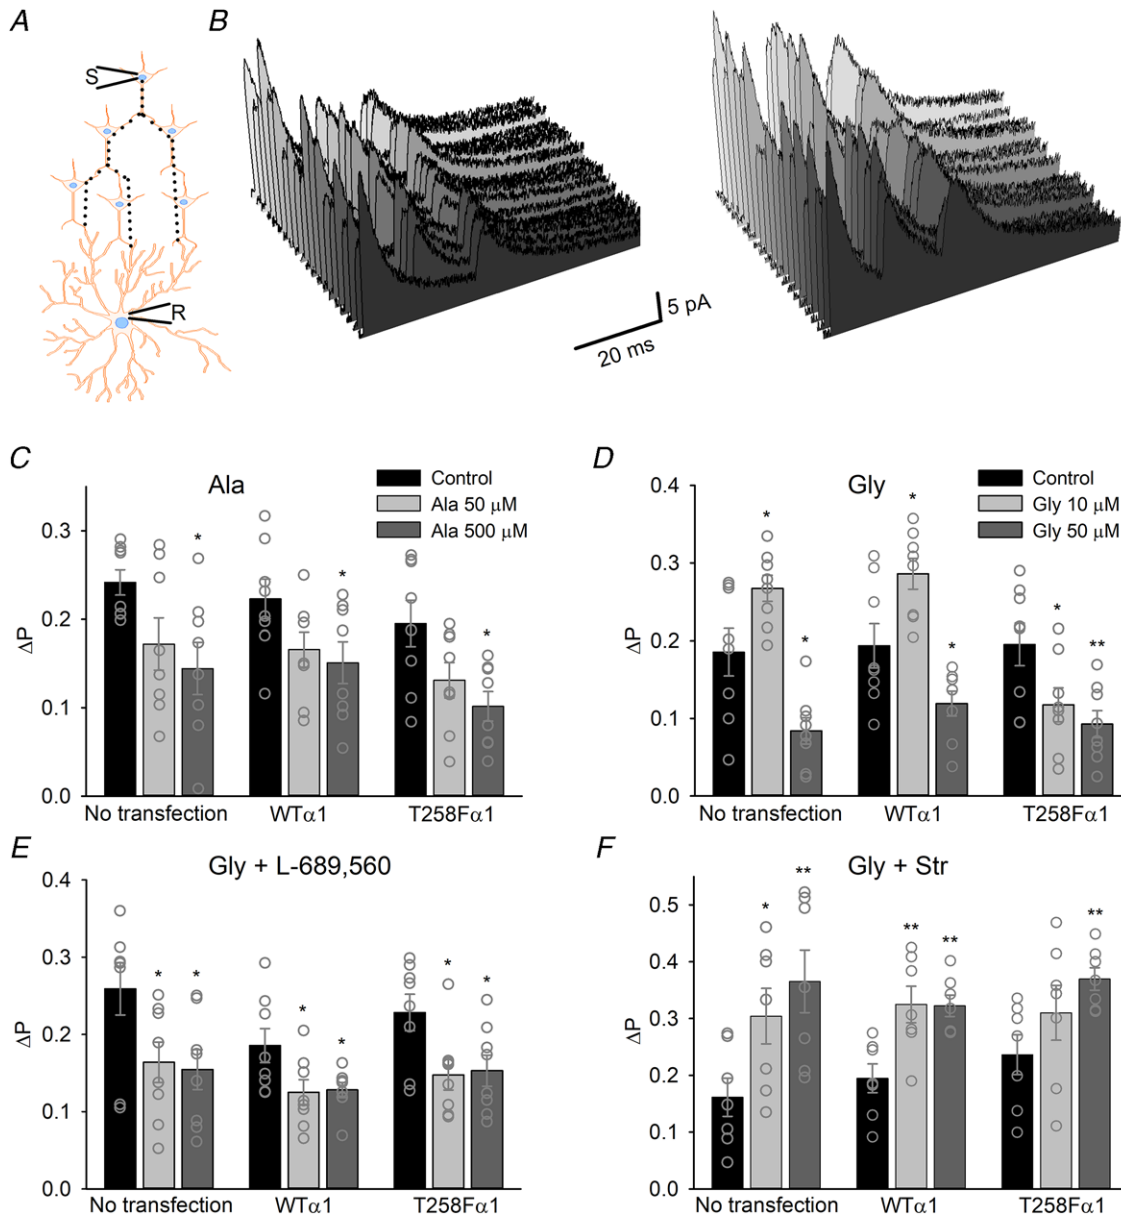 A
B
S
R
5 pA
20 ms
C
Ala
Control
Ala 50 μM
Ala 500 μM
ΔP
0.3
0.2
0.1
0.0
*
*
*
No transfection
WTα1
T258Fα1
D
Gly
Control
Gly 10 μM
Gly 50 μM
ΔP
0.4
0.3
0.2
0.1
0.0
*
*
*
*
*
**
No transfection
WTα1
T258Fα1
E
Gly + L-689,560
ΔP
0.4
0.3
0.2
0.1
0.0
*
*
*
*
*
*
No transfection
WTα1
T258Fα1
F
Gly + Str
ΔP
0.5
0.4
0.3
0.2
0.1
0.0
*
**
**
**
**
No transfection
WTα1
T258Fα1